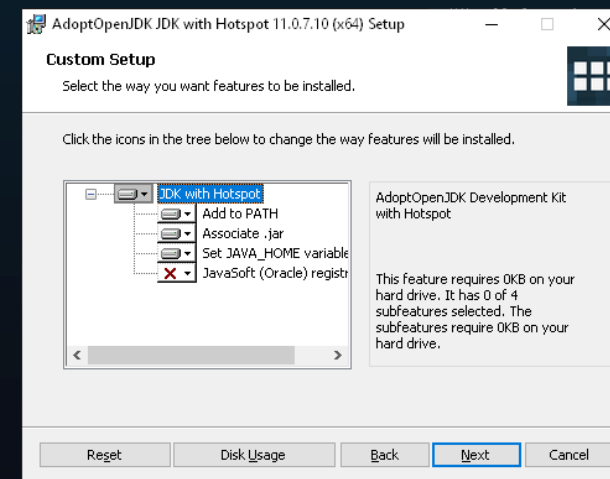 AdoptOpenJDK JDK with Hotspot 11.0.7.10 (x64) Setup
Custom Setup
Select the way you want features to be installed.
Click the icons in the tree below to change the way features will be installed.
JDK with Hotspot
Add to PATH
Associate .jar
Set JAVA_HOME variable
JavaSoft (Oracle) registr
AdoptOpenJDK Development Kit
with Hotspot
This feature requires 0KB on your
hard drive. It has 0 of 4
subfeatures selected. The
subfeatures require 0KB on your
hard drive.
Reset
Disk Usage
Back
Next
Cancel